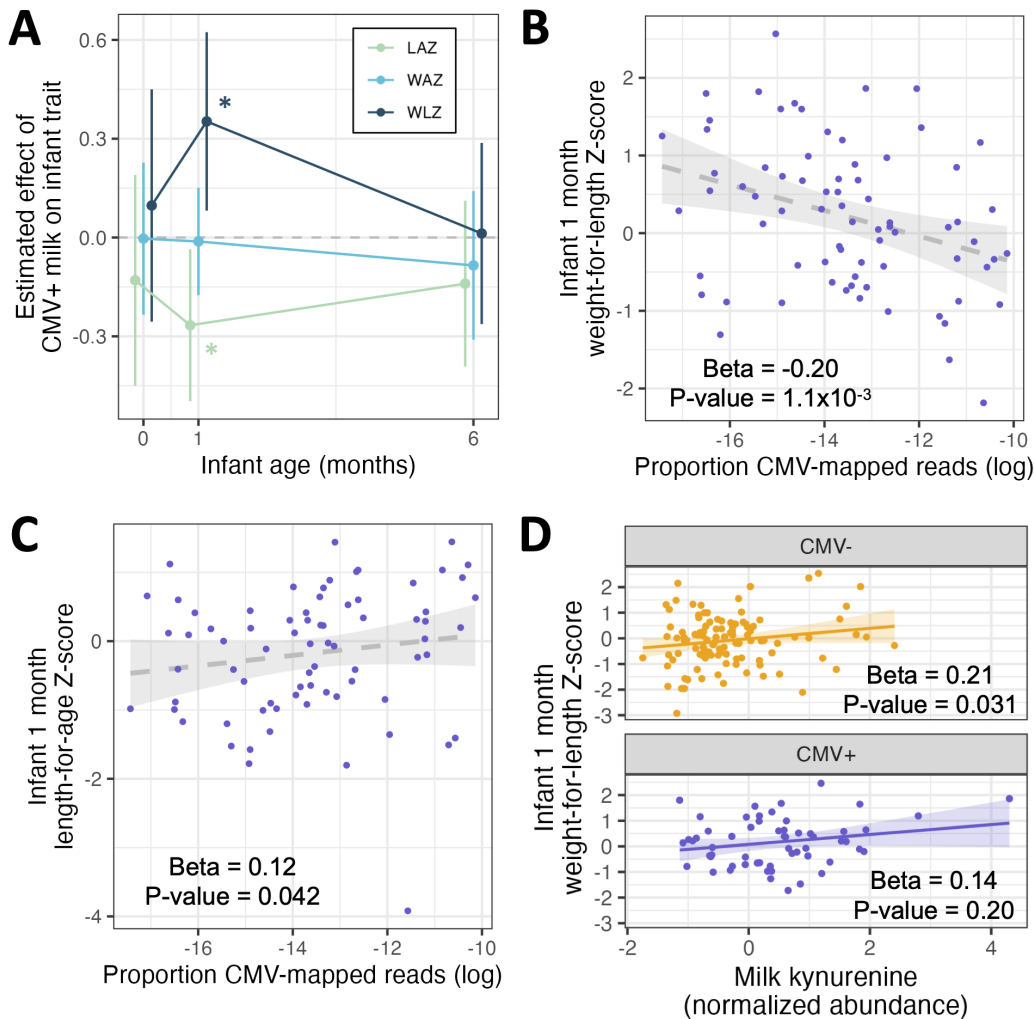 A
Estimated effect of
CMV+ milk on infant trait
0.6
0.3
0.0
-0.3
LAZ
WAZ
WLZ
*
*
0
1
6
Infant age (months)
B
Infant 1 month
weight-for-length Z-score
2
1
0
-1
-2
Beta = -0.20
P-value = 1.1x10⁻³
-16
-14
-12
-10
Proportion CMV-mapped reads (log)
C
Infant 1 month
length-for-age Z-score
0
-2
-4
Beta = 0.12
P-value = 0.042
-16
-14
-12
-10
Proportion CMV-mapped reads (log)
D
Infant 1 month
weight-for-length Z-score
CMV-
2
1
0
-1
-2
-3
Beta = 0.21
P-value = 0.031
CMV+
2
1
0
-1
-2
-3
Beta = 0.14
P-value = 0.20
-2
0
2
4
Milk kynurenine
(normalized abundance)